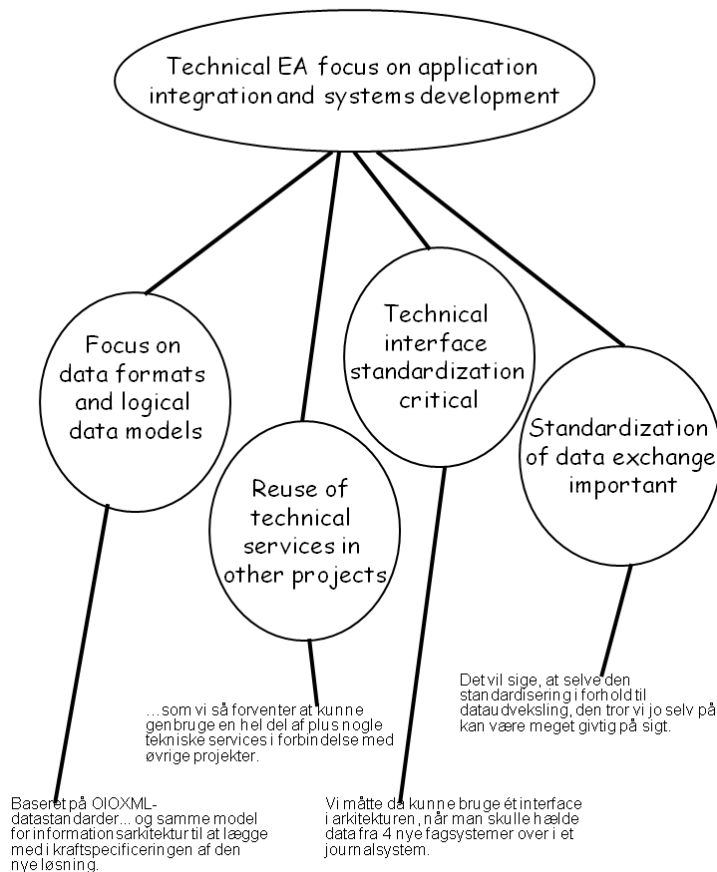 Technical EA focus on application
integration and systems development
Focus on
data formats
and logical
data models
Reuse of
technical
services in
other projects
Technical
interface
standardization
critical
Standardization
of data exchange
important
Baseret på OIOXML-
datastandarder... og samme model
for informationsarkitektur til at lægge
med i kraftspecificeringen af den
nye løsning.
...som vi så forventer at kunne
genbruge en hel del af plus nogle
tekniske services i forbindelse med
øvrige projekter.
Vi måtte da kunne bruge ét interface
i arkitekturen, når man skulle hælde
data fra 4 nye fagsystemer over i et
journalsystem.
Det vil sige, at selve den
standardisering i forhold til
dataudveksling, den tror vi jo selv på
kan være meget givtig på sigt.